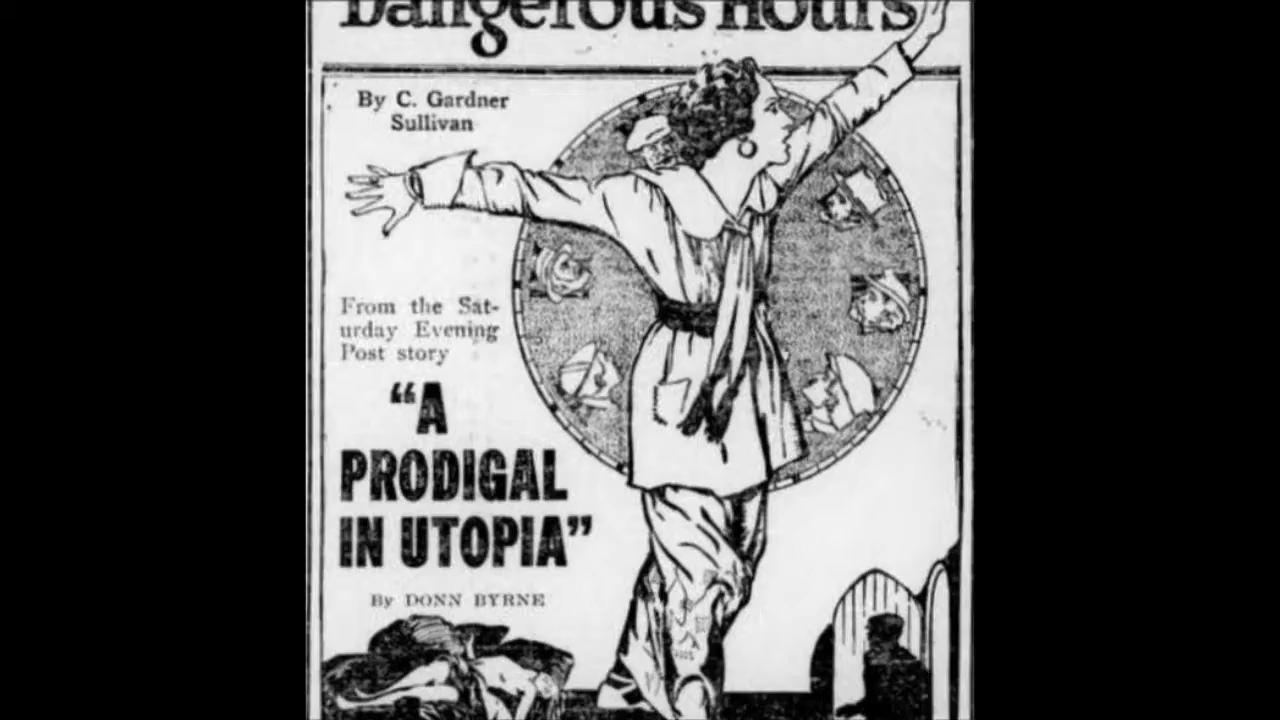 Dangerous Hours
By C. Gardner
Sullivan
From the Sat-
urday Evening
Post story
"A
PRODIGAL
IN UTOPIA"
By DONN BYRNE